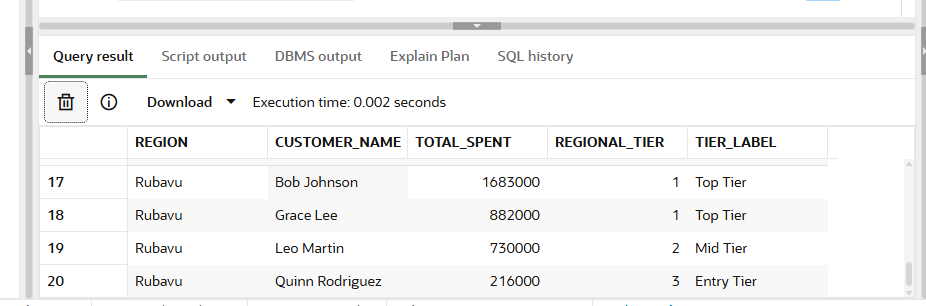 Query result Script output DBMS output Explain Plan SQL history
Download Execution time: 0.002 seconds
REGION CUSTOMER_NAME TOTAL_SPENT REGIONAL_TIER TIER_LABEL
17 Rubavu Bob Johnson 1683000 1 Top Tier
18 Rubavu Grace Lee 882000 1 Top Tier
19 Rubavu Leo Martin 730000 2 Mid Tier
20 Rubavu Quinn Rodriguez 216000 3 Entry Tier